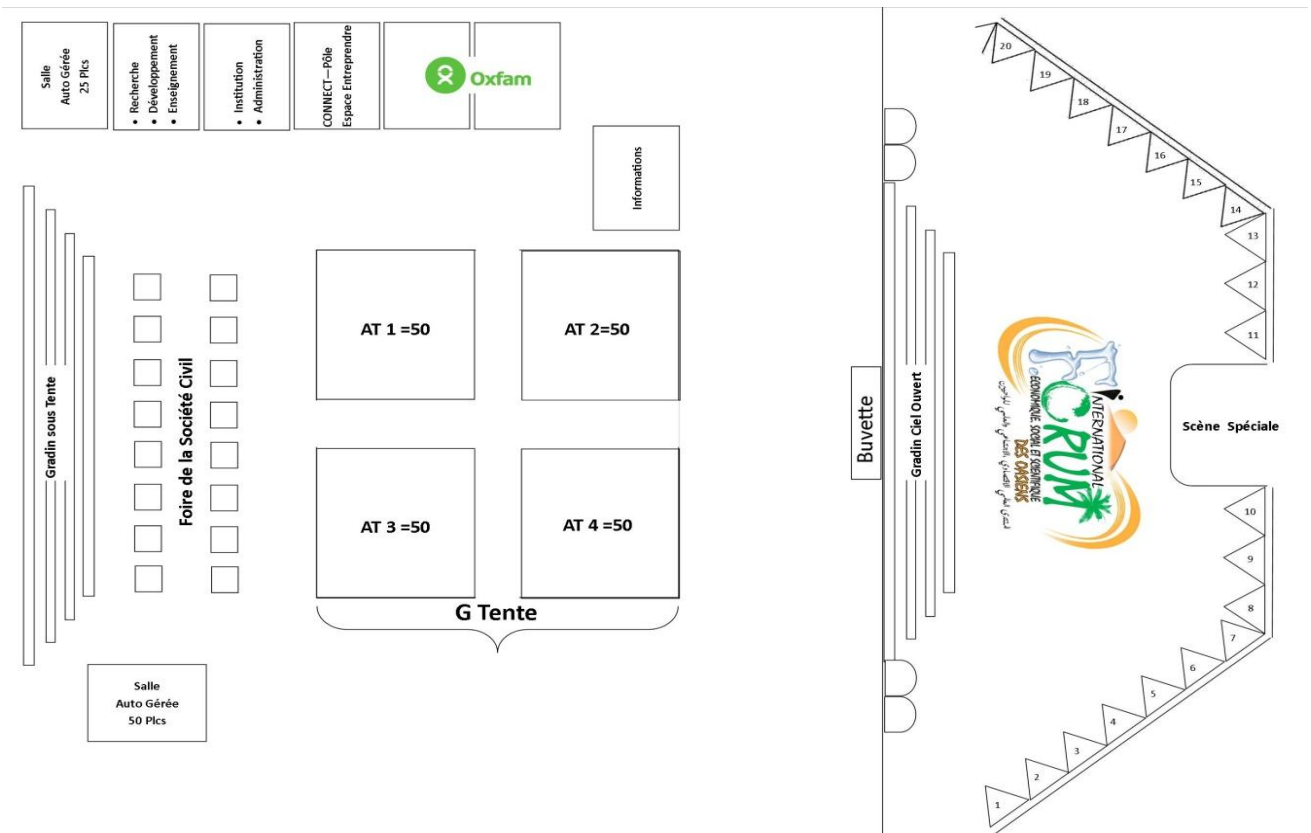 Salle
Auto Gérée
25 Plcs
• Recherche
• Développement
• Enseignement
• Institution
• Administration
CONNECT—Pôle
Espace Entreprendre
Oxfam
Informations
Gradin sous Tente
Foire de la Société Civil
AT 1 =50
AT 2=50
AT 3 =50
AT 4 =50
G Tente
Salle
Auto Gérée
50 Plcs
Buvette
Gradin Ciel Ouvert
INTERNATIONAL
FORUM
ECONOMIQUE, SOCIAL ET SCIENTIFIQUE
DES OASIENS
Scène Spéciale
20
19
18
17
16
15
14
13
12
11
10
9
8
7
6
5
4
3
2
1